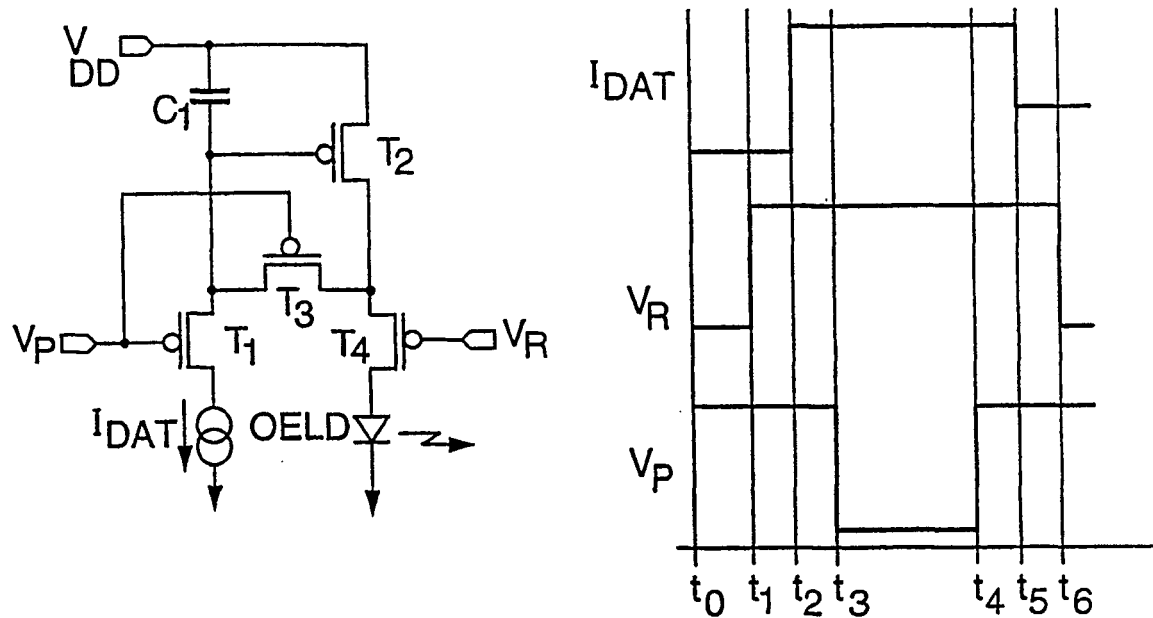 VDD
C1
T2
T3
VP
T1
T4
VR
IDAT
OELD
IDAT
VR
VP
t0 t1 t2 t3 t4 t5 t6